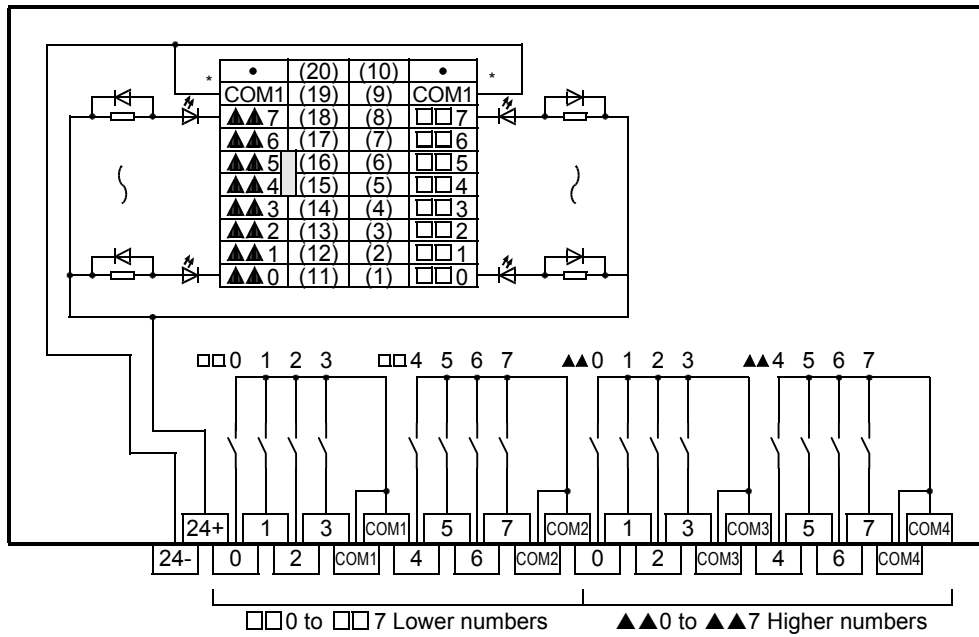 * • (20) (10) • *
COM1 (19) (9) COM1
▲▲7 (18) (8) □□7
▲▲6 (17) (7) □□6
▲▲5 (16) (6) □□5
▲▲4 (15) (5) □□4
▲▲3 (14) (4) □□3
▲▲2 (13) (3) □□2
▲▲1 (12) (2) □□1
▲▲0 (11) (1) □□0
□□0 1 2 3 □□4 5 6 7 ▲▲0 1 2 3 ▲▲4 5 6 7
24+ 1 3 COM1 5 7 COM2 1 3 COM3 5 7 COM4
24- 0 2 COM1 4 6 COM2 0 2 COM3 4 6 COM4
□□0 to □□7 Lower numbers ▲▲0 to ▲▲7 Higher numbers